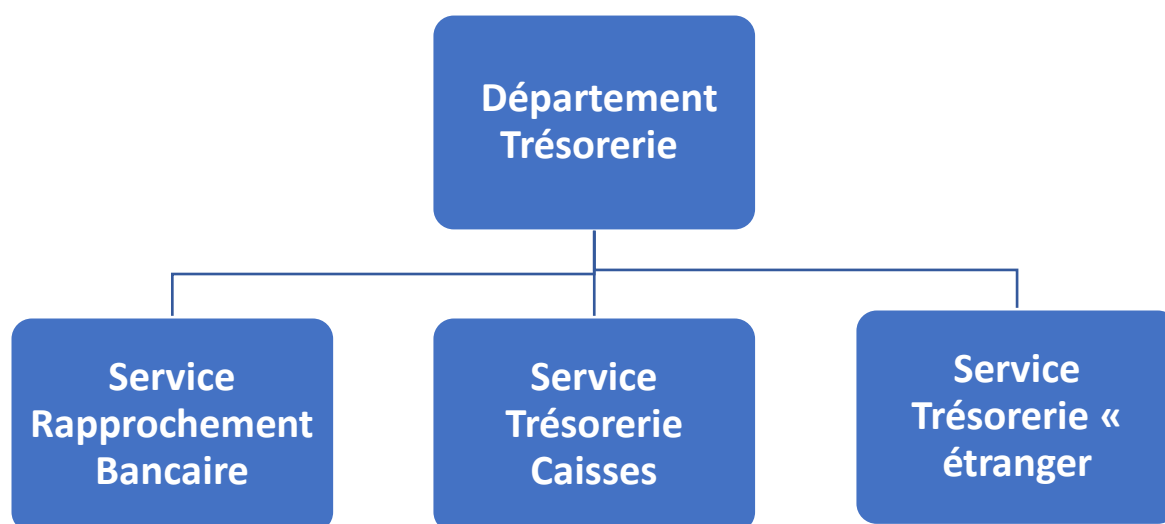 Département
Trésorerie
Service
Rapprochement
Bancaire
Service
Trésorerie
Caisses
Service
Trésorerie «
étranger